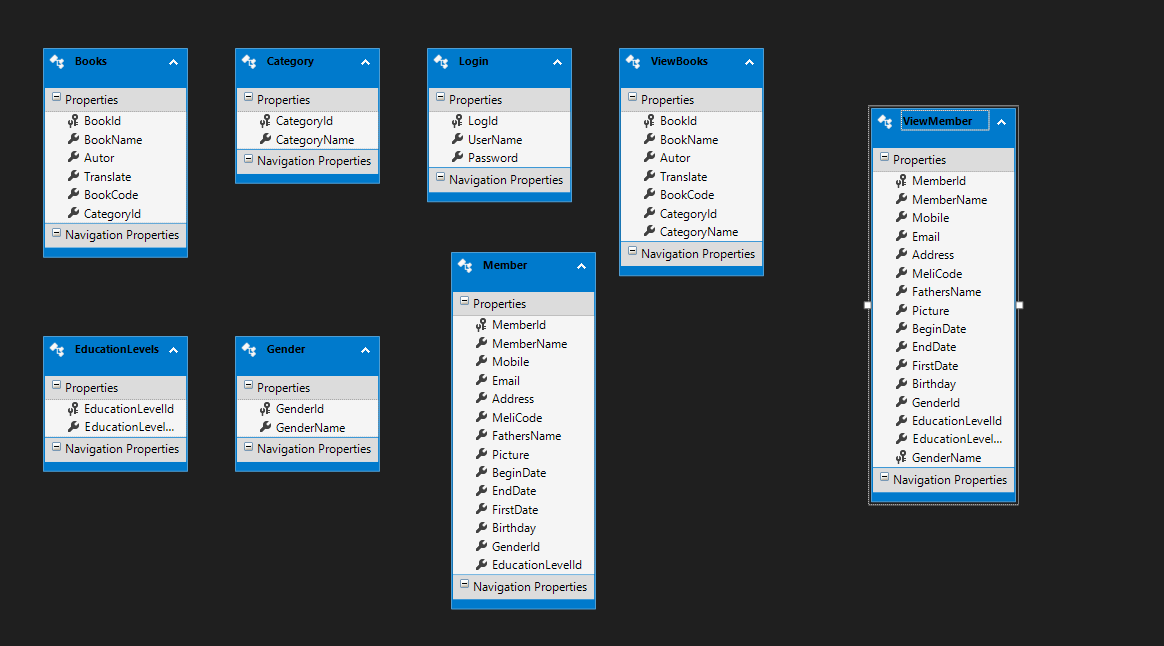 Books
Properties
BookId
BookName
Autor
Translate
BookCode
CategoryId
Navigation Properties
Category
Properties
CategoryId
CategoryName
Navigation Properties
Login
Properties
LogId
UserName
Password
Navigation Properties
ViewBooks
Properties
BookId
BookName
Autor
Translate
BookCode
CategoryId
CategoryName
Navigation Properties
ViewMember
Properties
MemberId
MemberName
Mobile
Email
Address
MeliCode
FathersName
Picture
BeginDate
EndDate
FirstDate
Birthday
GenderId
EducationLevelId
EducationLevel...
GenderName
Navigation Properties
Member
Properties
MemberId
MemberName
Mobile
Email
Address
MeliCode
FathersName
Picture
BeginDate
EndDate
FirstDate
Birthday
GenderId
EducationLevelId
Navigation Properties
EducationLevels
Properties
EducationLevelId
EducationLevel...
Navigation Properties
Gender
Properties
GenderId
GenderName
Navigation Properties